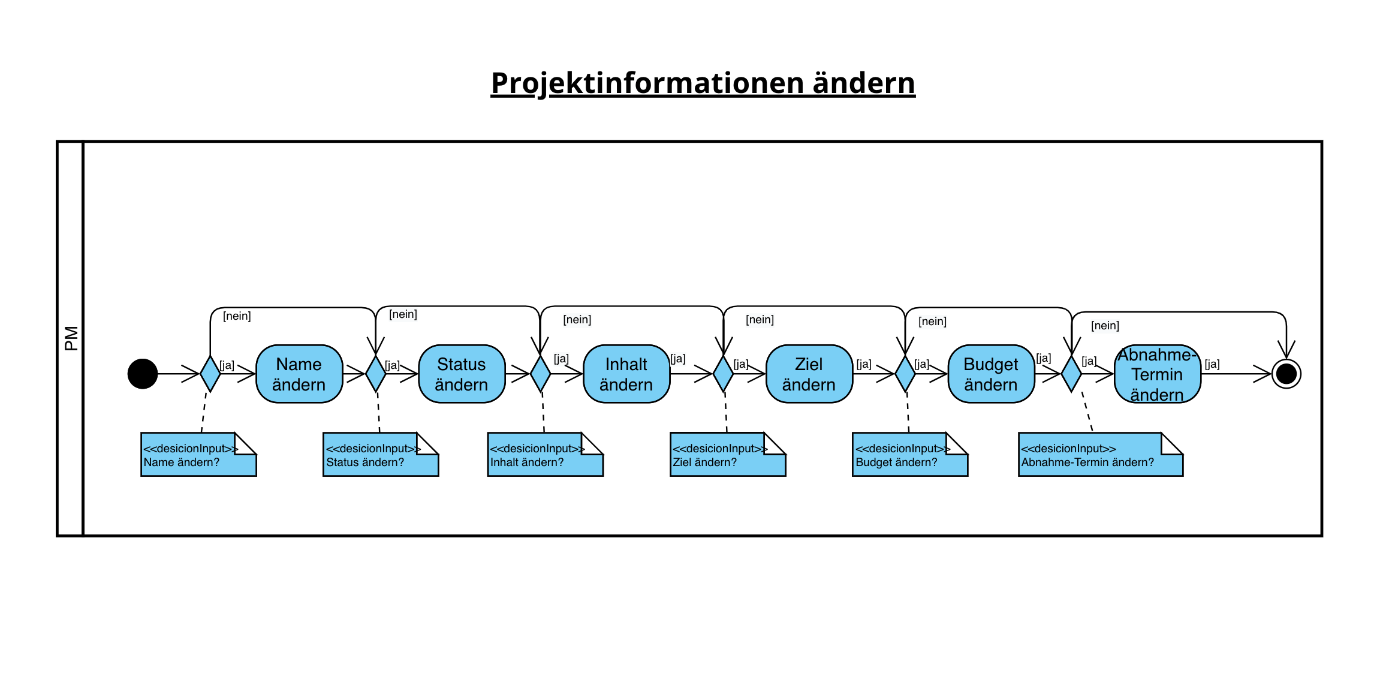 Projektinformationen ändern
PM
[nein]
[nein]
[nein]
[nein]
[nein]
[nein]
[ja]
Name
ändern
[ja]
Status
ändern
[ja]
Inhalt
ändern
[ja]
[ja]
Ziel
ändern
[ja]
[ja]
Budget
ändern
[ja]
[ja]
Abnahme-
Termin
ändern
[ja]
<<desicionInput>>
Name ändern?
<<desicionInput>>
Status ändern?
<<desicionInput>>
Inhalt ändern?
<<desicionInput>>
Ziel ändern?
<<desicionInput>>
Budget ändern?
<<desicionInput>>
Abnahme-Termin ändern?